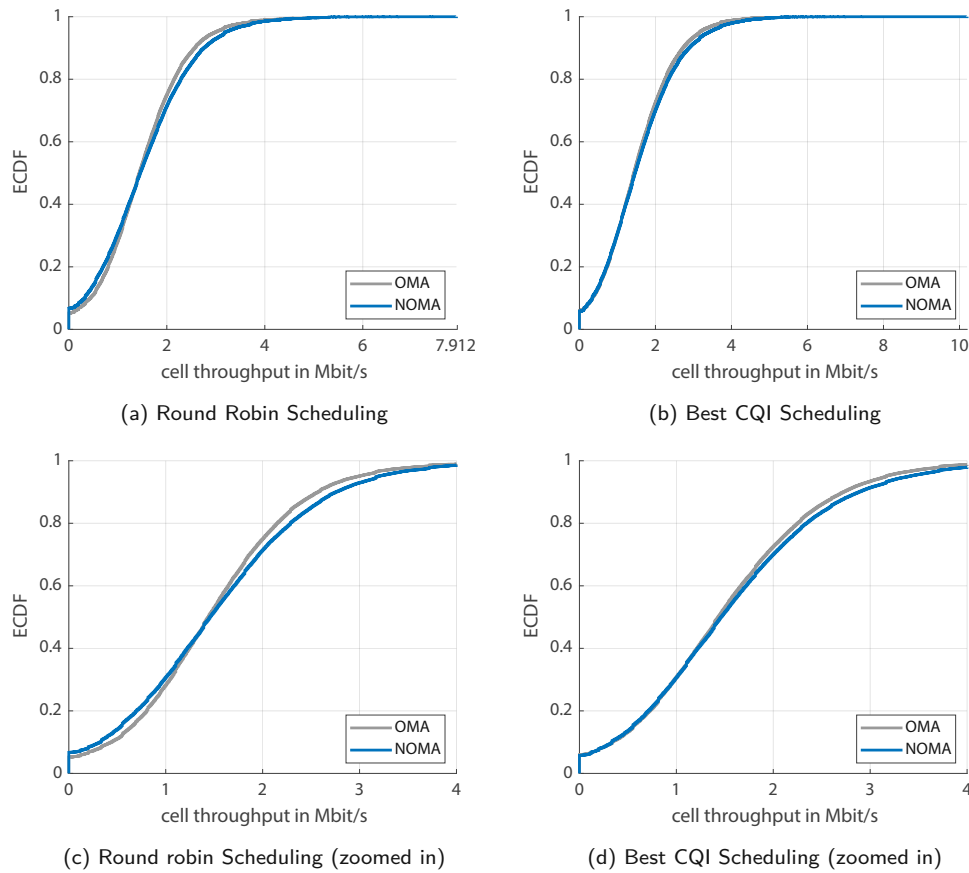 1
0.8
0.6
0.4
0.2
0
ECDF
0 2 4 6 7.912
cell throughput in Mbit/s
OMA
NOMA
(a) Round Robin Scheduling
1
0.8
0.6
0.4
0.2
0
ECDF
0 2 4 6 8 10
cell throughput in Mbit/s
OMA
NOMA
(b) Best CQI Scheduling
1
0.8
0.6
0.4
0.2
0
ECDF
0 1 2 3 4
cell throughput in Mbit/s
OMA
NOMA
(c) Round robin Scheduling (zoomed in)
1
0.8
0.6
0.4
0.2
0
ECDF
0 1 2 3 4
cell throughput in Mbit/s
OMA
NOMA
(d) Best CQI Scheduling (zoomed in)